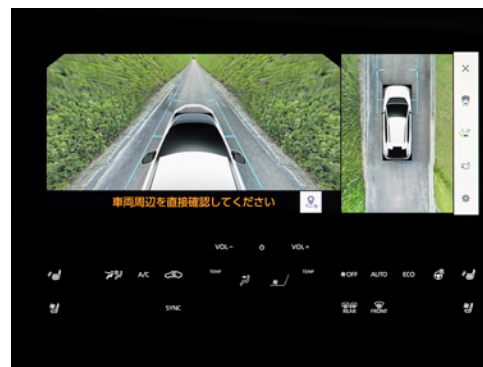 車両周辺を直接確認してください
VOL−
VOL+
A/C
TEMP
TEMP
OFF
AUTO
ECO
SYNC
REAR
FRONT